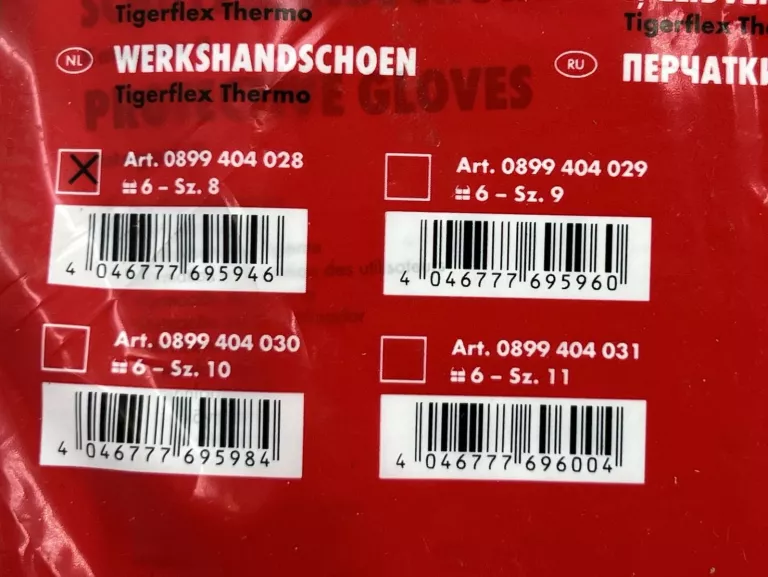 Tigerflex Thermo
Tigerflex
NL WERKSHANDSCHOEN
Tigerflex Thermo
RU ПЕРЧАТКИ
PROTECTIVE GLOVES
Art. 0899 404 028
6 – Sz. 8
4 046777 695946
Art. 0899 404 029
6 – Sz. 9
4 046777 695960
Art. 0899 404 030
6 – Sz. 10
4 046777 695984
Art. 0899 404 031
6 – Sz. 11
4 046777 696004